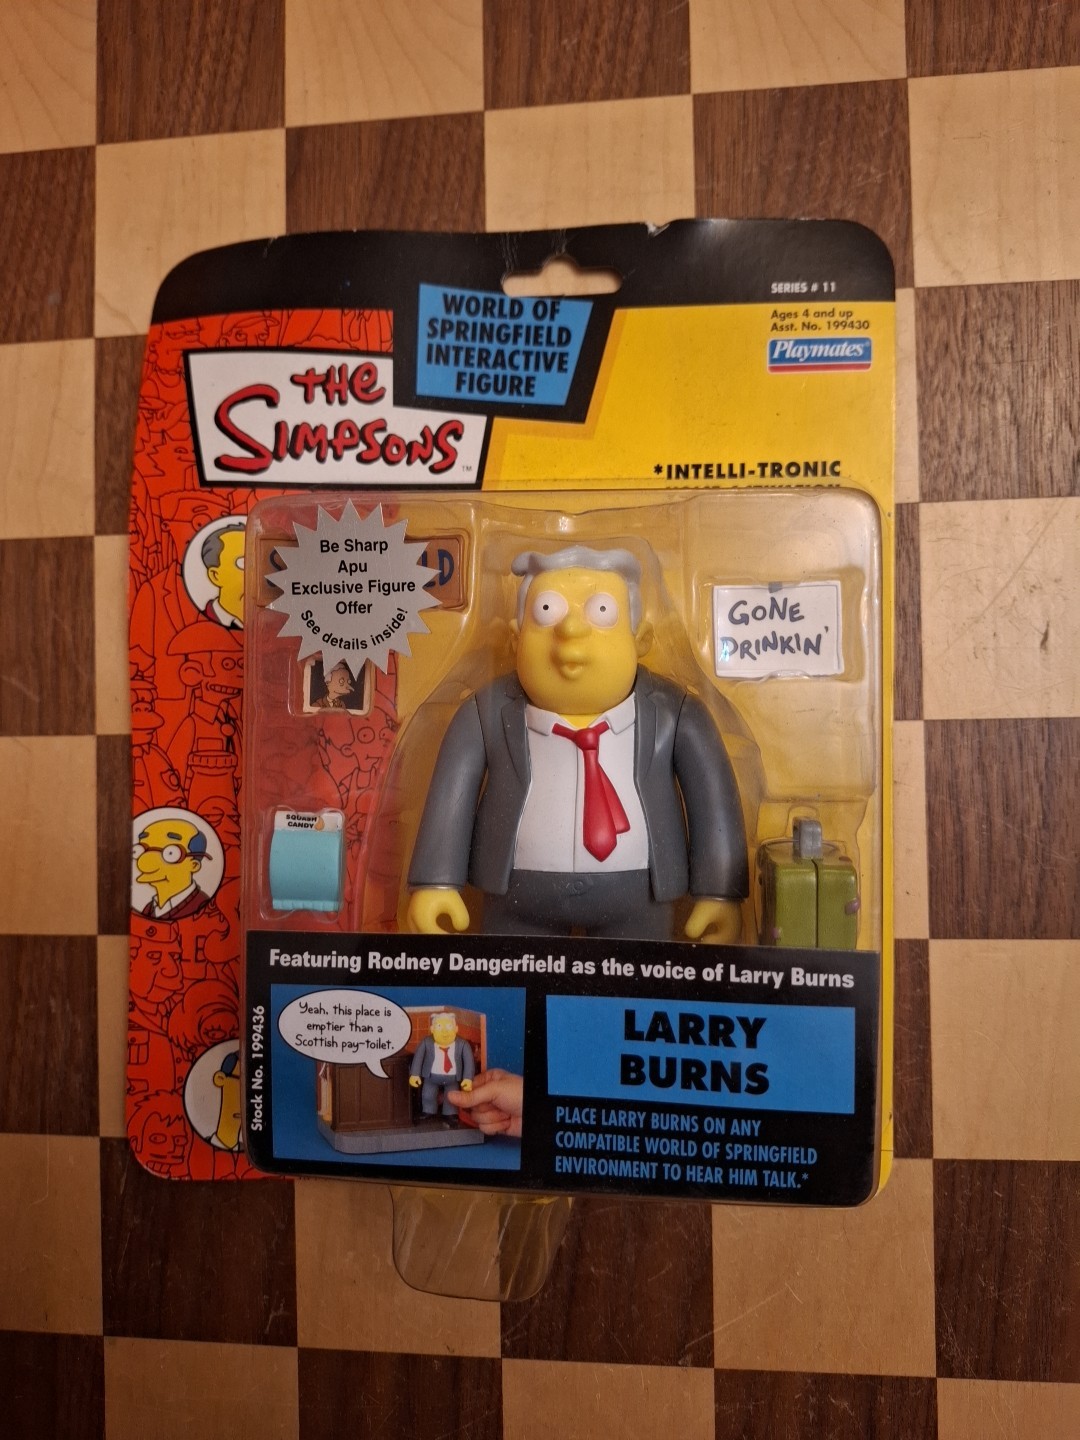 SERIES # 11
WORLD OF
SPRINGFIELD
INTERACTIVE
FIGURE
Ages 4 and up
Asst. No. 199430
Playmates®
THE
SIMPSONS™
*INTELLI-TRONIC
Be Sharp
Apu
Exclusive Figure
Offer
See details inside!
GONE
DRINKIN'
SQUASH
CANDY
Featuring Rodney Dangerfield as the voice of Larry Burns
Stock No. 199436
Yeah, this place is
emptier than a
Scottish pay-toilet.
LARRY
BURNS
PLACE LARRY BURNS ON ANY
COMPATIBLE WORLD OF SPRINGFIELD
ENVIRONMENT TO HEAR HIM TALK.*